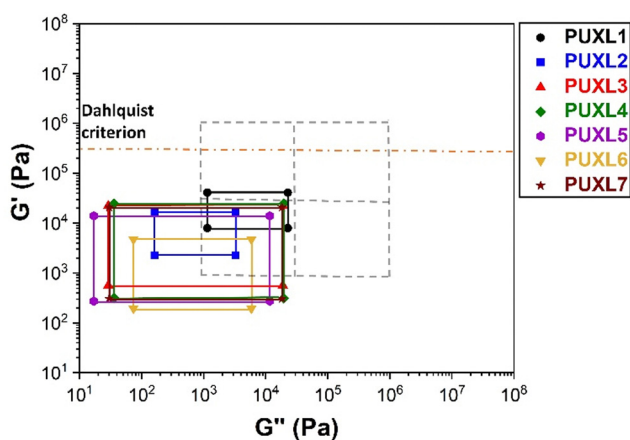 10⁸
10⁷
10⁶
10⁵
10⁴
10³
10²
10¹
G' (Pa)
Dahlquist
criterion
10¹ 10² 10³ 10⁴ 10⁵ 10⁶ 10⁷ 10⁸
G" (Pa)
PUXL1
PUXL2
PUXL3
PUXL4
PUXL5
PUXL6
PUXL7